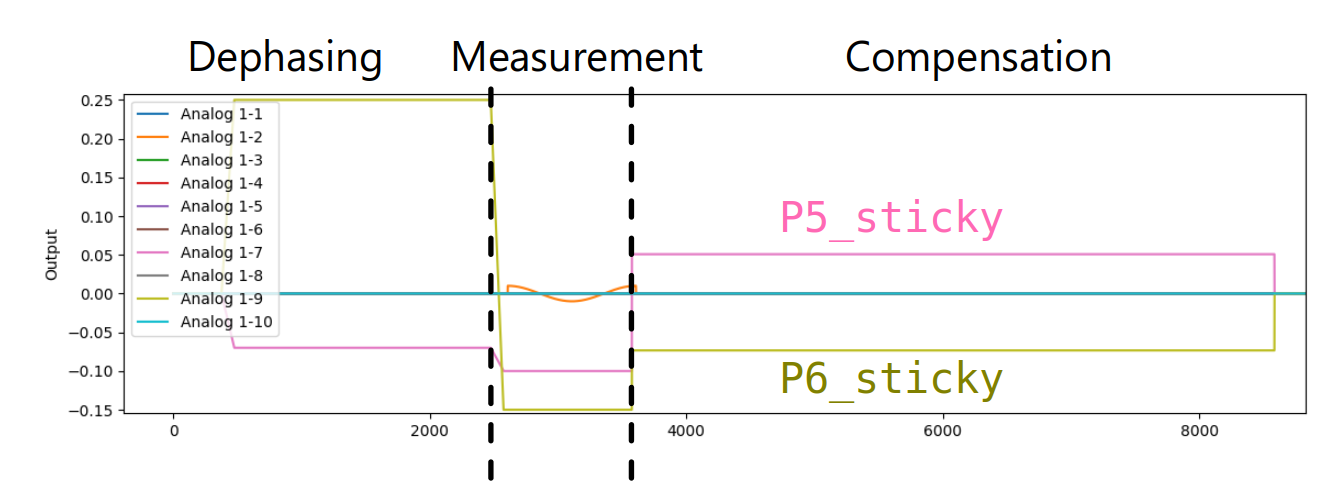 Dephasing Measurement Compensation
0.25
0.20
0.15
0.10
0.05
0.00
−0.05
−0.10
−0.15
Output
Analog 1-1
Analog 1-2
Analog 1-3
Analog 1-4
Analog 1-5
Analog 1-6
Analog 1-7
Analog 1-8
Analog 1-9
Analog 1-10
P5_sticky
P6_sticky
0 2000 4000 6000 8000